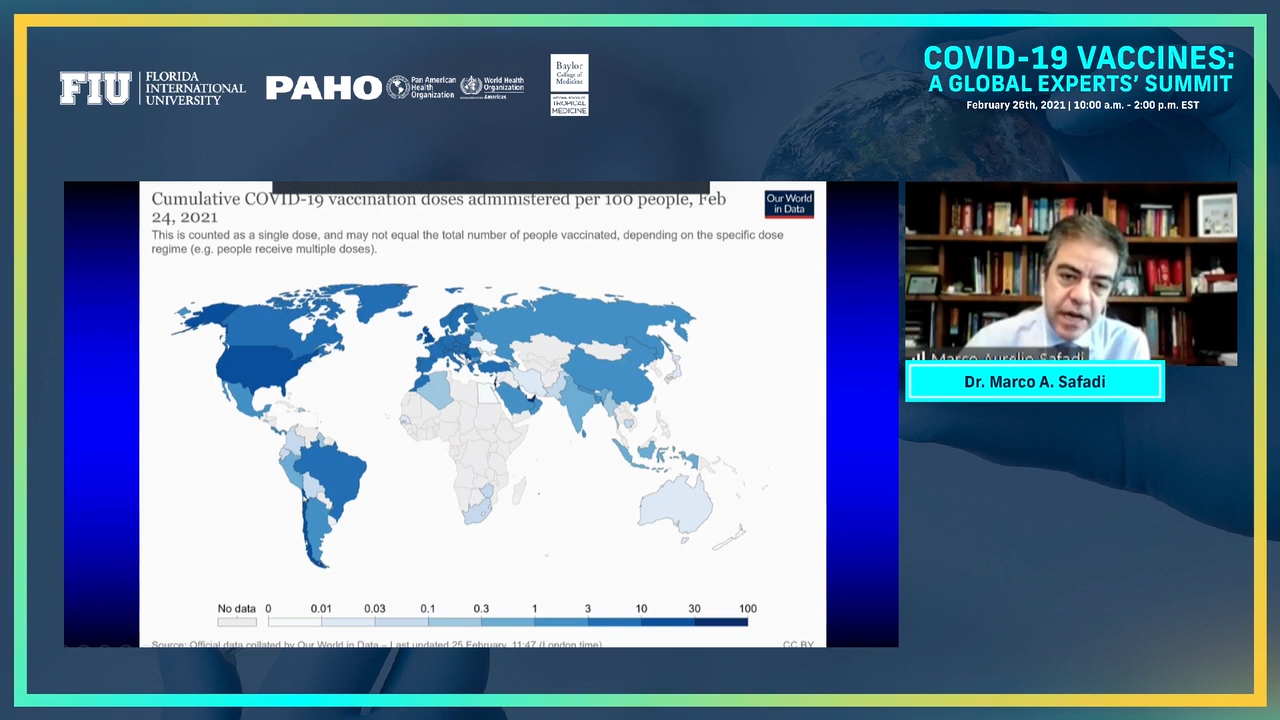 FIU
FLORIDA
INTERNATIONAL
UNIVERSITY
PAHO
Pan American
Health
Organization
World Health
Organization
Americas
Baylor
College of
Medicine
TROPICAL
MEDICINE
COVID-19 VACCINES:
A GLOBAL EXPERTS' SUMMIT
February 26th, 2021 | 10:00 a.m. - 2:00 p.m. EST
Cumulative COVID-19 vaccination doses administered per 100 people, Feb
24, 2021
Our World
in Data
This is counted as a single dose, and may not equal the total number of people vaccinated, depending on the specific dose
regime (e.g. people receive multiple doses).
Marco Aurelio Safadi
Dr. Marco A. Safadi
No data 0 0.01 0.03 0.1 0.3 1 3 10 30 100
Source: Official data collated by Our World in Data – Last updated 25 February, 11:47 (London time)
CC BY